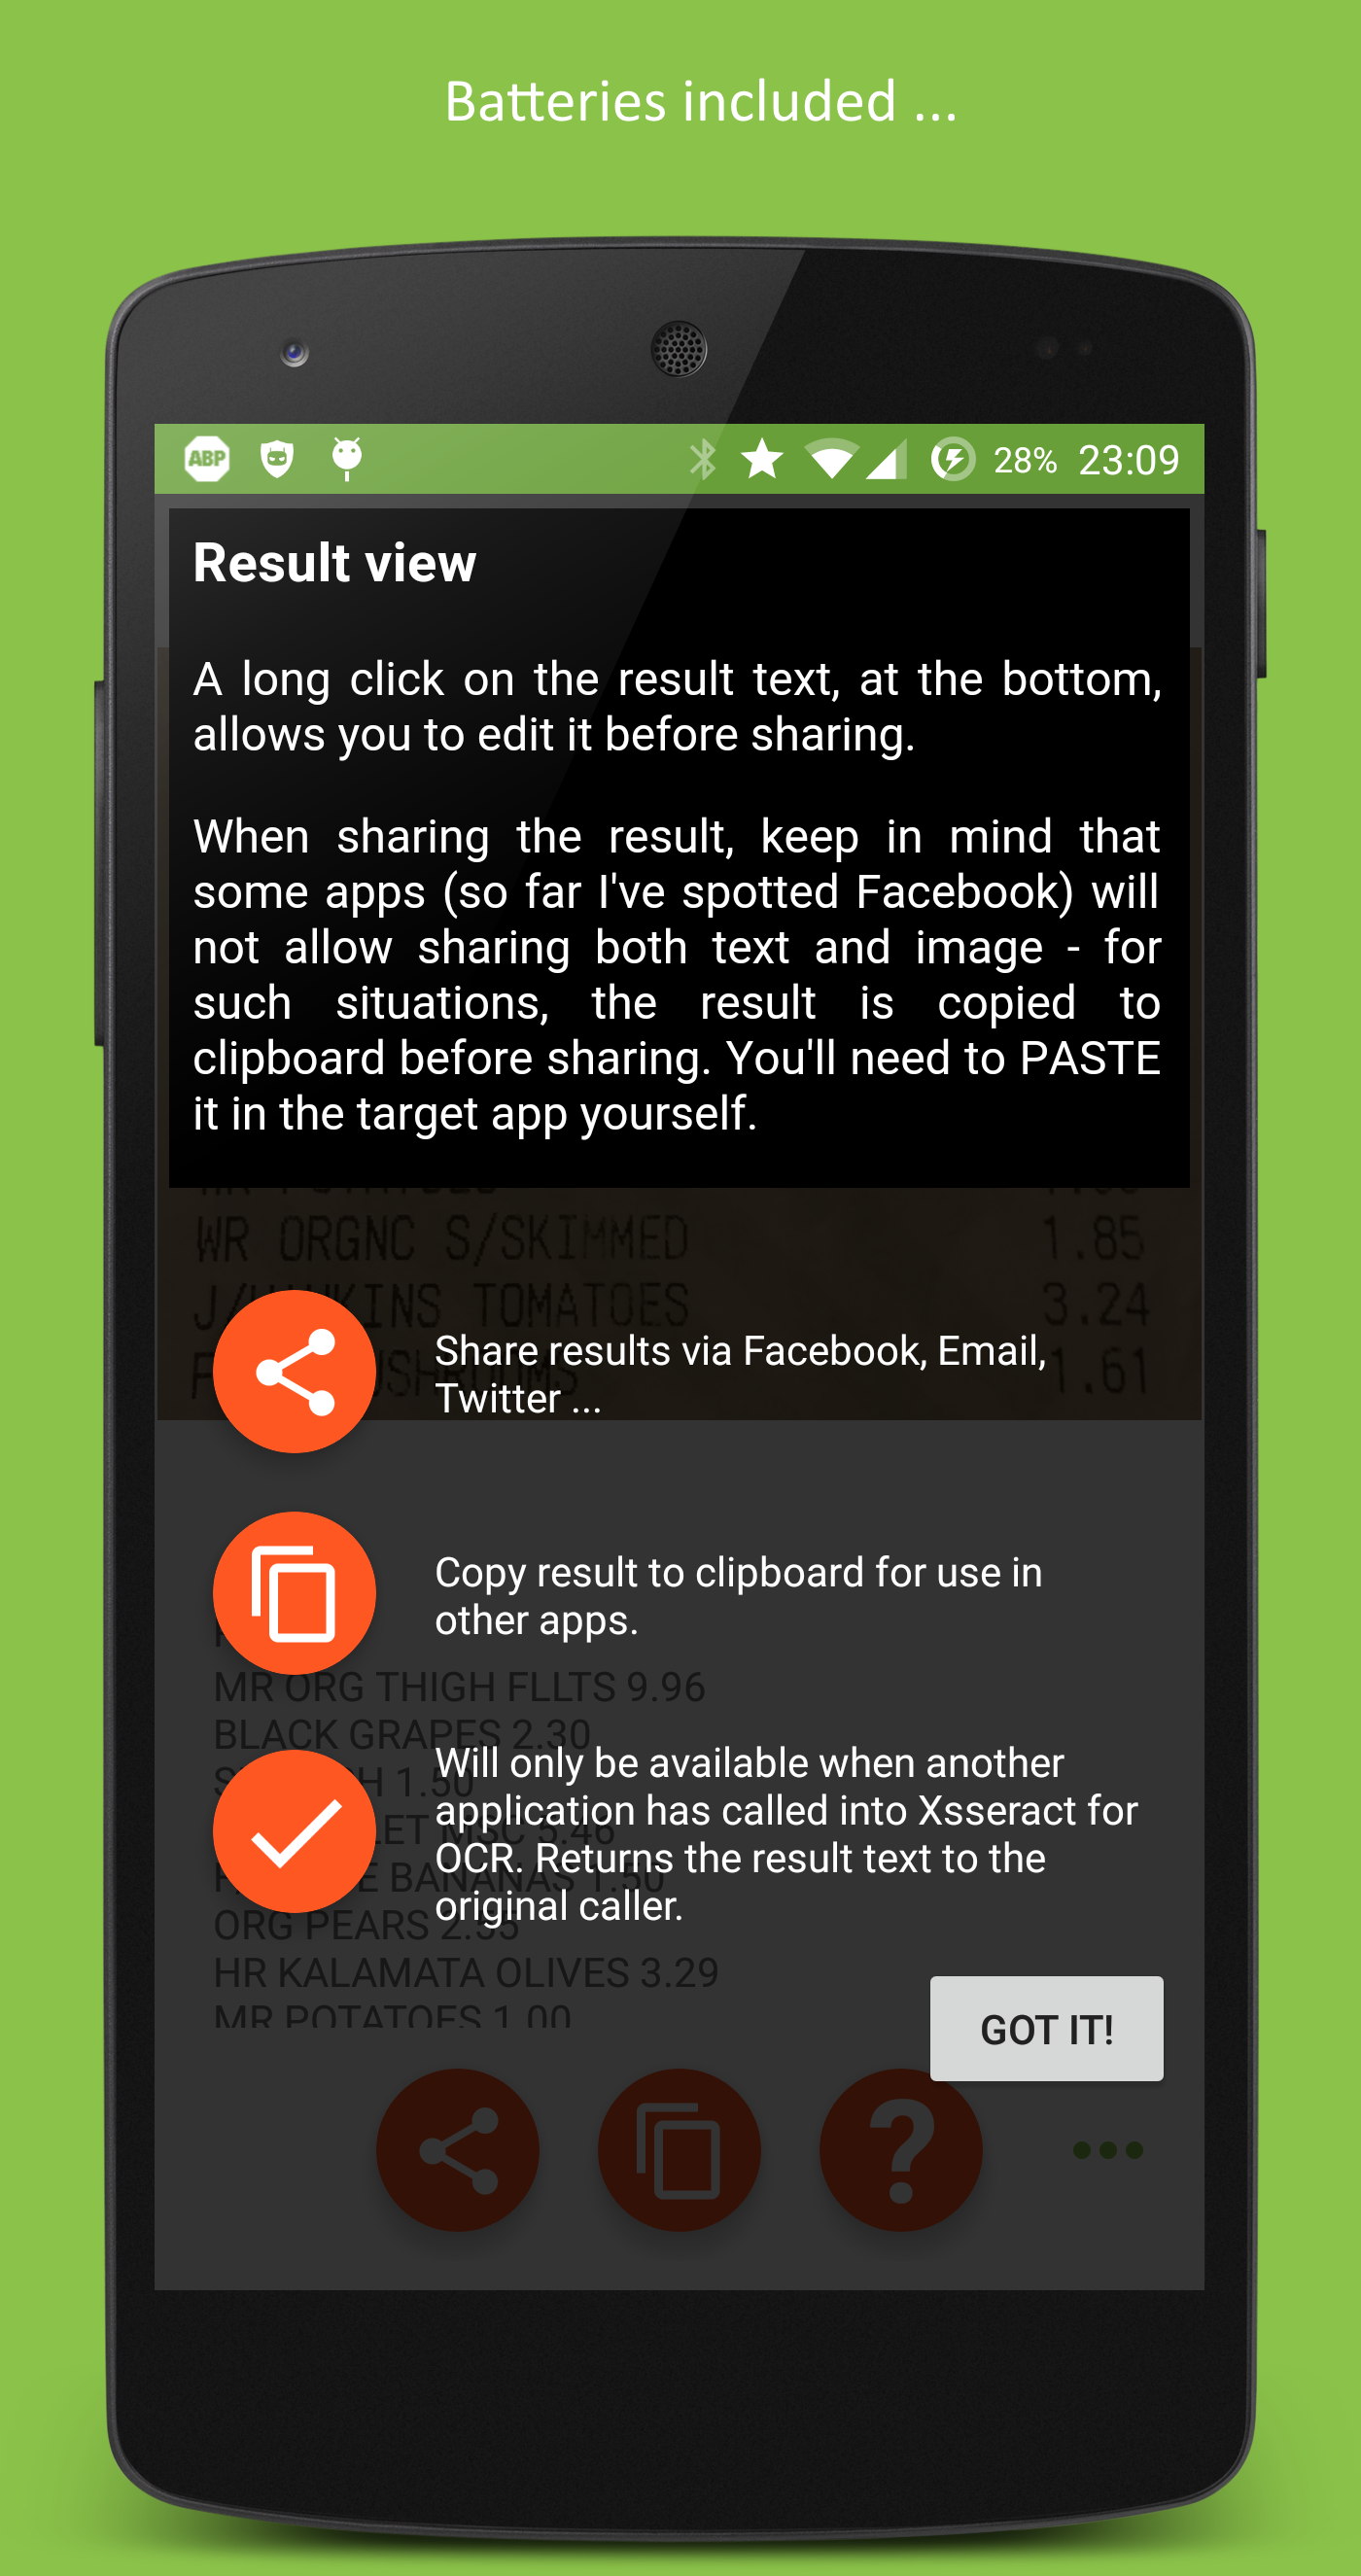 Batteries included ...
ABP
28% 23:09
Result view
A long click on the result text, at the bottom,
allows you to edit it before sharing.
When sharing the result, keep in mind that
some apps (so far I've spotted Facebook) will
not allow sharing both text and image - for
such situations, the result is copied to
clipboard before sharing. You'll need to PASTE
it in the target app yourself.
WR ORGNC S/SKIMMED 1.85
TOMATOES 3.24
1.61
Share results via Facebook, Email,
Twitter ...
Copy result to clipboard for use in
other apps.
MR ORG THIGH FLLTS 9.96
BLACK GRAPES 2.30
1.50
MSC 5.46
BANANAS 1.50
ORG PEARS 2.55
HR KALAMATA OLIVES 3.29
MR POTATOES 1.00
Will only be available when another
application has called into Xsseract for
OCR. Returns the result text to the
original caller.
GOT IT!
?